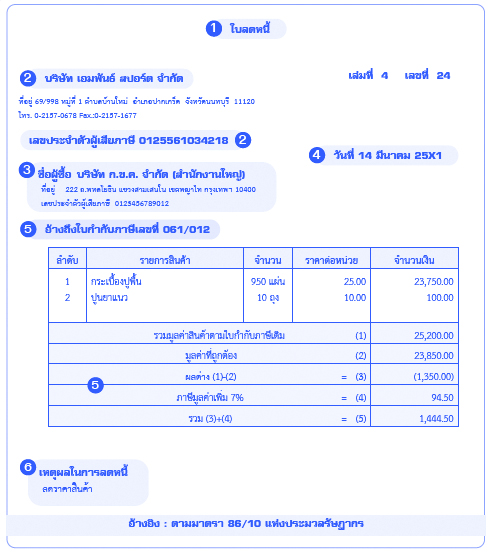 1 ใบลดหนี้
2 บริษัท เอมพันธ์ สปอร์ต จำกัด เล่มที่ 4 เลขที่ 24
ที่อยู่ 69/998 หมู่ที่ 1 ตำบลบ้านใหม่ อำเภอปากเกร็ด จังหวัดนนทบุรี 11120
โทร. 0-2157-0678 Fax.:0-2157-1677
เลขประจำตัวผู้เสียภาษี 0125561034218 2
4 วันที่ 14 มีนาคม 25X1
3 ชื่อผู้ซื้อ บริษัท ก.ข.ค. จำกัด (สำนักงานใหญ่)
ที่อยู่ 222 ถ.พหลโยธิน แขวงสามเสนใน เขตพญาไท กรุงเทพฯ 10400
เลขประจำตัวผู้เสียภาษี 0123456789012
5 อ้างถึงใบกำกับภาษีเลขที่ 061/012
ลำดับ รายการสินค้า จำนวน ราคาต่อหน่วย จำนวนเงิน
1 กระเบื้องปูพื้น 950 แผ่น 25.00 23,750.00
2 ปูนยาแนว 10 ถุง 10.00 100.00
รวมมูลค่าสินค้าตามใบกำกับภาษีเดิม (1) 25,200.00
มูลค่าที่ถูกต้อง (2) 23,850.00
ผลต่าง (1)-(2) = (3) (1,350.00)
5
ภาษีมูลค่าเพิ่ม 7% = (4) 94.50
รวม (3)+(4) = (5) 1,444.50
6 เหตุผลในการลดหนี้
ลดราคาสินค้า
อ้างอิง : ตามมาตรา 86/10 แห่งประมวลรัษฎากร